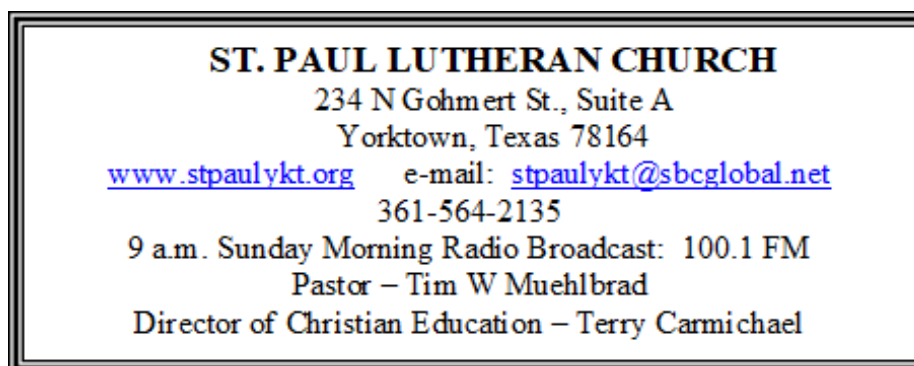 ST. PAUL LUTHERAN CHURCH
234 N Gohmert St., Suite A
Yorktown, Texas 78164
www.stpaulykt.org e-mail: stpaulykt@sbcglobal.net
361-564-2135
9 a.m. Sunday Morning Radio Broadcast: 100.1 FM
Pastor – Tim W Muehlbrad
Director of Christian Education – Terry Carmichael